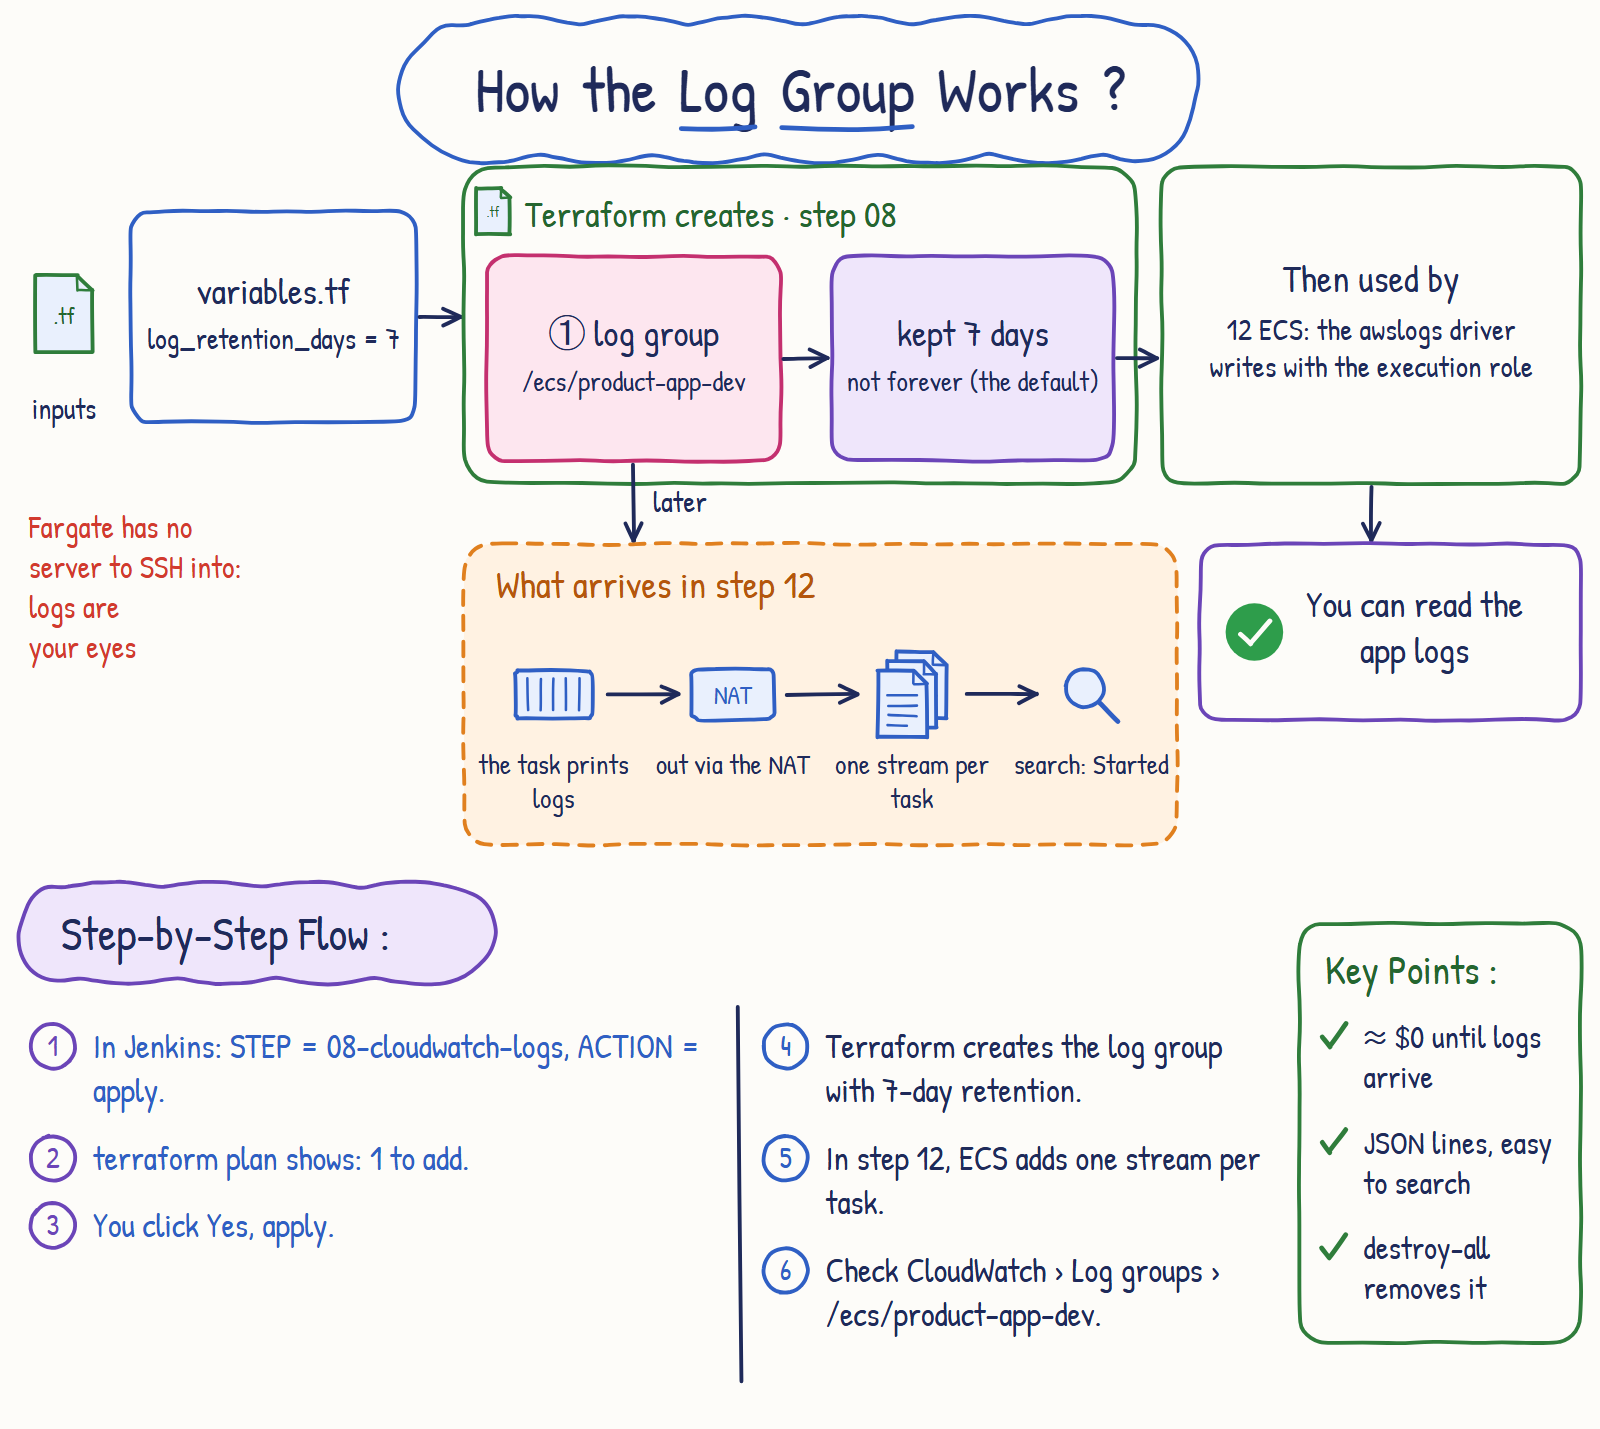 How the Log Group Works ?
.tf
inputs
variables.tf
log_retention_days = 7
.tf
Terraform creates · step 08
① log group
/ecs/product-app-dev
kept 7 days
not forever (the default)
Then used by
12 ECS: the awslogs driver
writes with the execution role
later
Fargate has no
server to SSH into:
logs are
your eyes
What arrives in step 12
NAT
the task prints
logs
out via the NAT
one stream per
task
search: Started
You can read the
app logs
Step-by-Step Flow :
1 In Jenkins: STEP = 08-cloudwatch-logs, ACTION =
apply.
2 terraform plan shows: 1 to add.
3 You click Yes, apply.
4 Terraform creates the log group
with 7-day retention.
5 In step 12, ECS adds one stream per
task.
6 Check CloudWatch › Log groups ›
/ecs/product-app-dev.
Key Points :
≈ $0 until logs
arrive
JSON lines, easy
to search
destroy-all
removes it